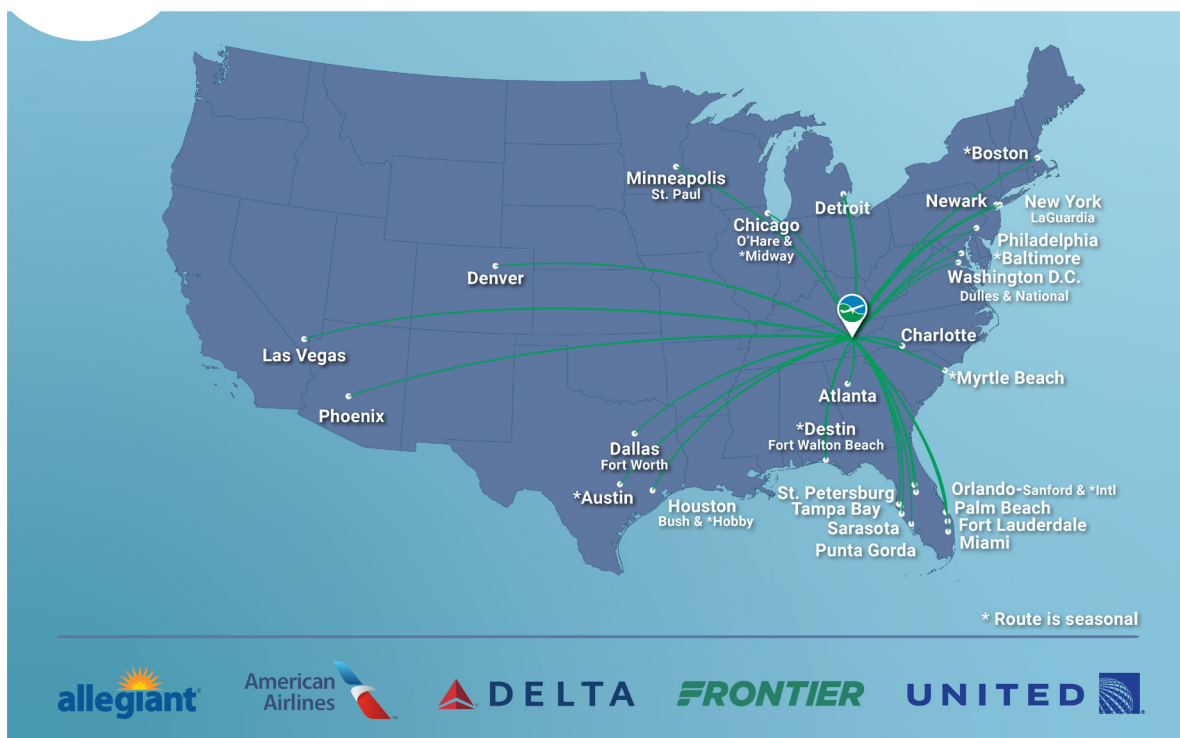 *Boston
Minneapolis
St. Paul
Newark
New York
LaGuardia
Detroit
Chicago
O'Hare &
*Midway
Philadelphia
*Baltimore
Washington D.C.
Dulles & National
Denver
Charlotte
Las Vegas
*Myrtle Beach
Atlanta
Phoenix
*Destin
Fort Walton Beach
Dallas
Fort Worth
*Austin
Houston
Bush & *Hobby
St. Petersburg
Tampa Bay
Sarasota
Punta Gorda
Orlando-Sanford & *Intl
Palm Beach
Fort Lauderdale
Miami
* Route is seasonal
allegiant
American
Airlines
DELTA
FRONTIER
UNITED